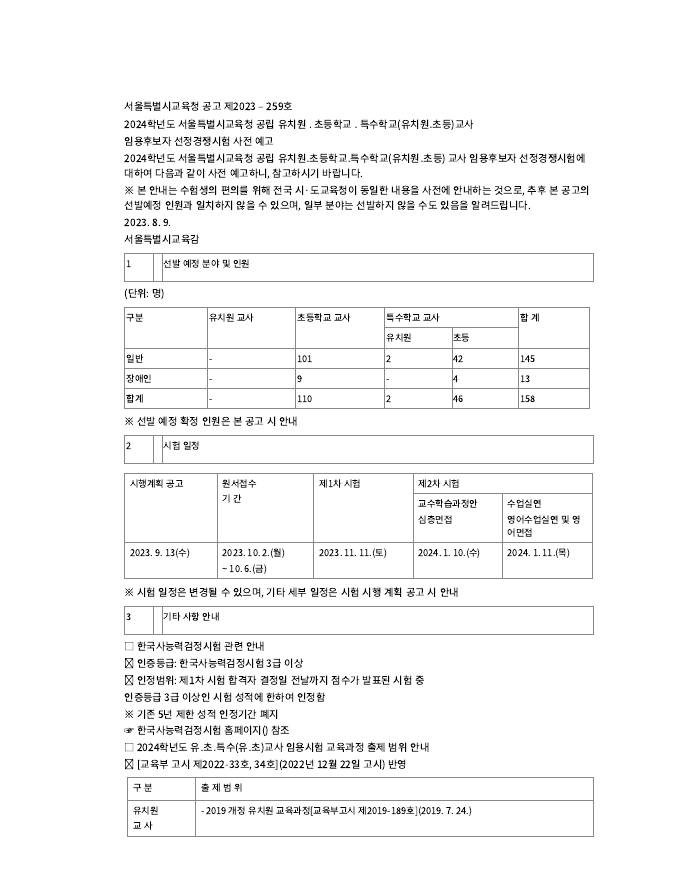 서울특별시교육청 공고 제2023 – 259호
2024학년도 서울특별시교육청 공립 유치원 . 초등학교 . 특수학교(유치원.초등)교사
임용후보자 선정경쟁시험 사전 예고
2024학년도 서울특별시교육청 공립 유치원.초등학교.특수학교(유치원.초등) 교사 임용후보자 선정경쟁시험에
대하여 다음과 같이 사전 예고하니, 참고하시기 바랍니다.
※ 본 안내는 수험생의 편의를 위해 전국 시·도교육청이 동일한 내용을 사전에 안내하는 것으로, 추후 본 공고의
선발예정 인원과 일치하지 않을 수 있으며, 일부 분야는 선발하지 않을 수도 있음을 알려드립니다.
2023. 8. 9.
서울특별시교육감
1 선발 예정 분야 및 인원
(단위: 명)
구분 유치원 교사 초등학교 교사 특수학교 교사 합 계
유치원 초등
일반 - 101 2 42 145
장애인 - 9 - 4 13
합계 - 110 2 46 158
※ 선발 예정 확정 인원은 본 공고 시 안내
2 시험 일정
시행계획 공고 원서접수 제1차 시험 제2차 시험
기 간
교수학습과정안 수업실연
심층면접 영어수업실연 및 영
어면접
2023. 9. 13(수) 2023. 10. 2.(월) 2023. 11. 11.(토) 2024. 1. 10.(수) 2024. 1. 11.(목)
~ 10. 6.(금)
※ 시험 일정은 변경될 수 있으며, 기타 세부 일정은 시험 시행 계획 공고 시 안내
3 기타 사항 안내
□ 한국사능력검정시험 관련 안내
☒ 인증등급: 한국사능력검정시험 3급 이상
☒ 인정범위: 제1차 시험 합격자 결정일 전날까지 점수가 발표된 시험 중
인증등급 3급 이상인 시험 성적에 한하여 인정함
※ 기존 5년 제한 성적 인정기간 폐지
☞ 한국사능력검정시험 홈페이지() 참조
□ 2024학년도 유.초.특수(유.초)교사 임용시험 교육과정 출제 범위 안내
☒ [교육부 고시 제2022-33호, 34호](2022년 12월 22일 고시) 반영
구 분 출 제 범 위
유치원 - 2019 개정 유치원 교육과정[교육부고시 제2019-189호](2019. 7. 24.)
교 사